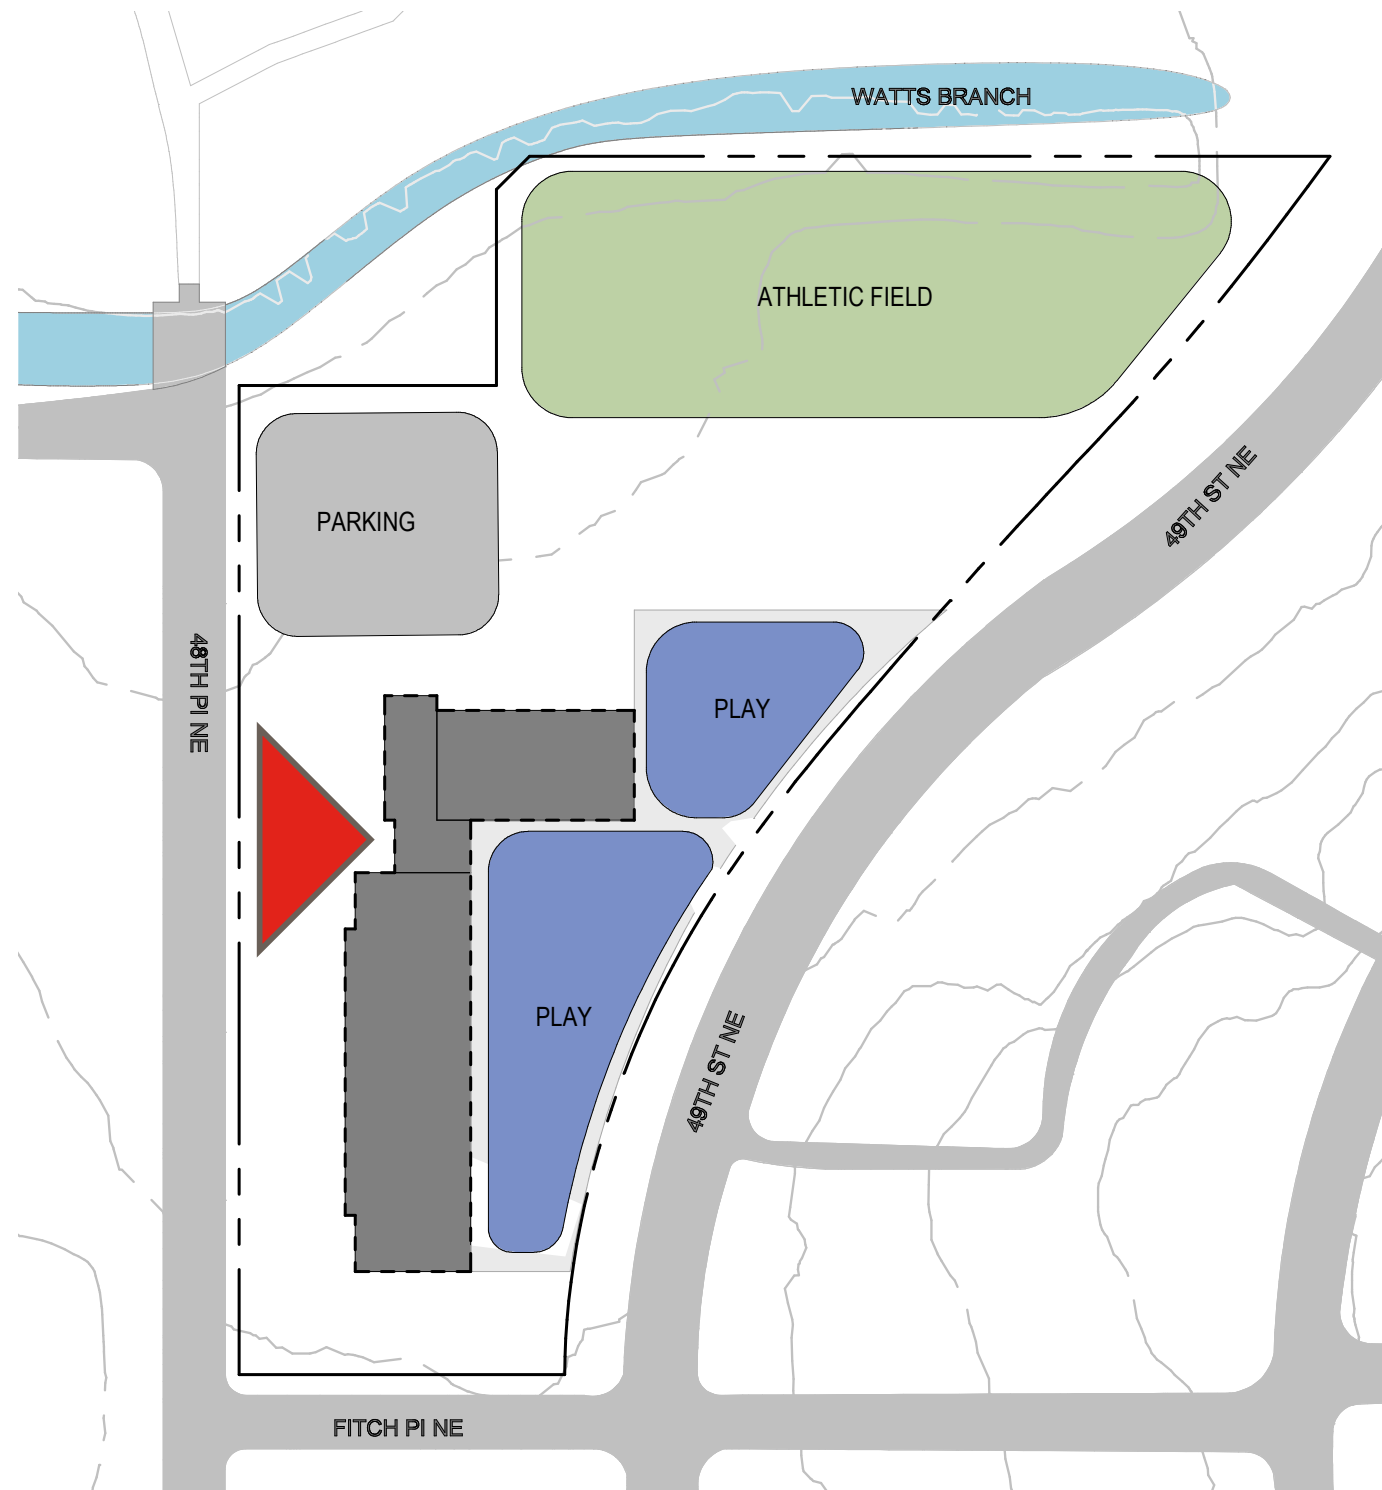 WATTS BRANCH
ATHLETIC FIELD
49TH ST NE
PARKING
48TH Pl NE
PLAY
PLAY
49TH ST NE
FITCH Pl NE